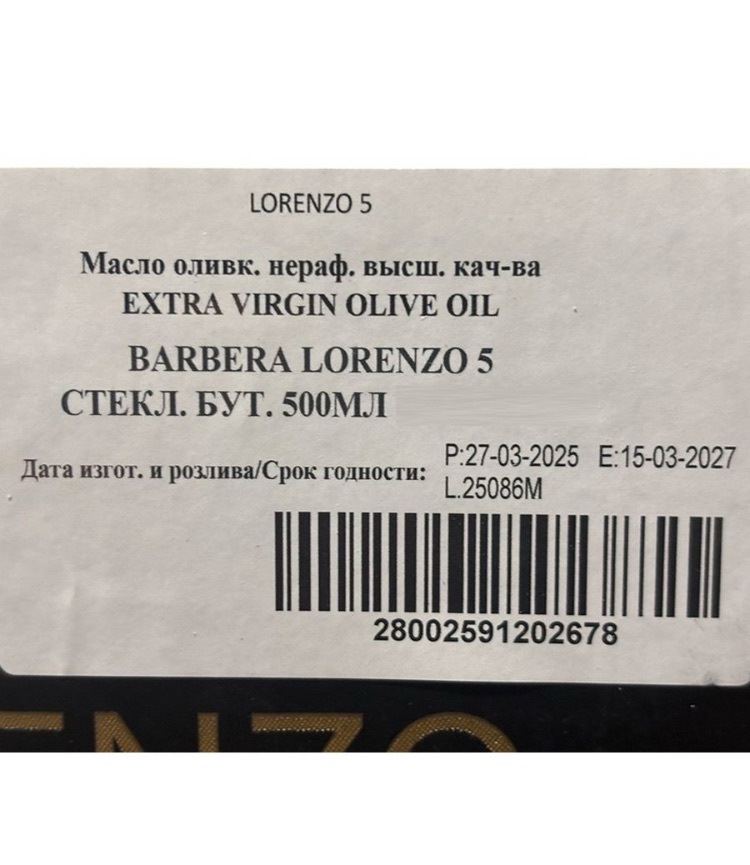 LORENZO 5
Масло оливк. нераф. высш. кач-ва
EXTRA VIRGIN OLIVE OIL
BARBERA LORENZO 5
СТЕКЛ. БУТ. 500МЛ
Дата изгот. и розлива/Срок годности: P:27-03-2025 E:15-03-2027
L.25086M
28002591202678
ENZO